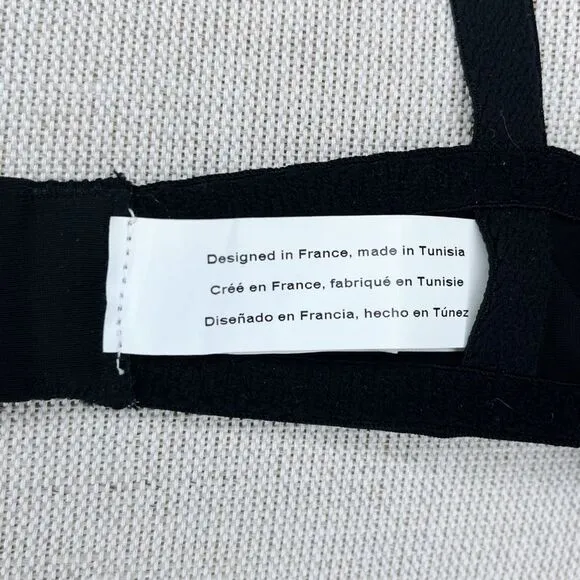 Designed in France, made in Tunisia
Créé en France, fabriqué en Tunisie
Diseñado en Francia, hecho en Túnez